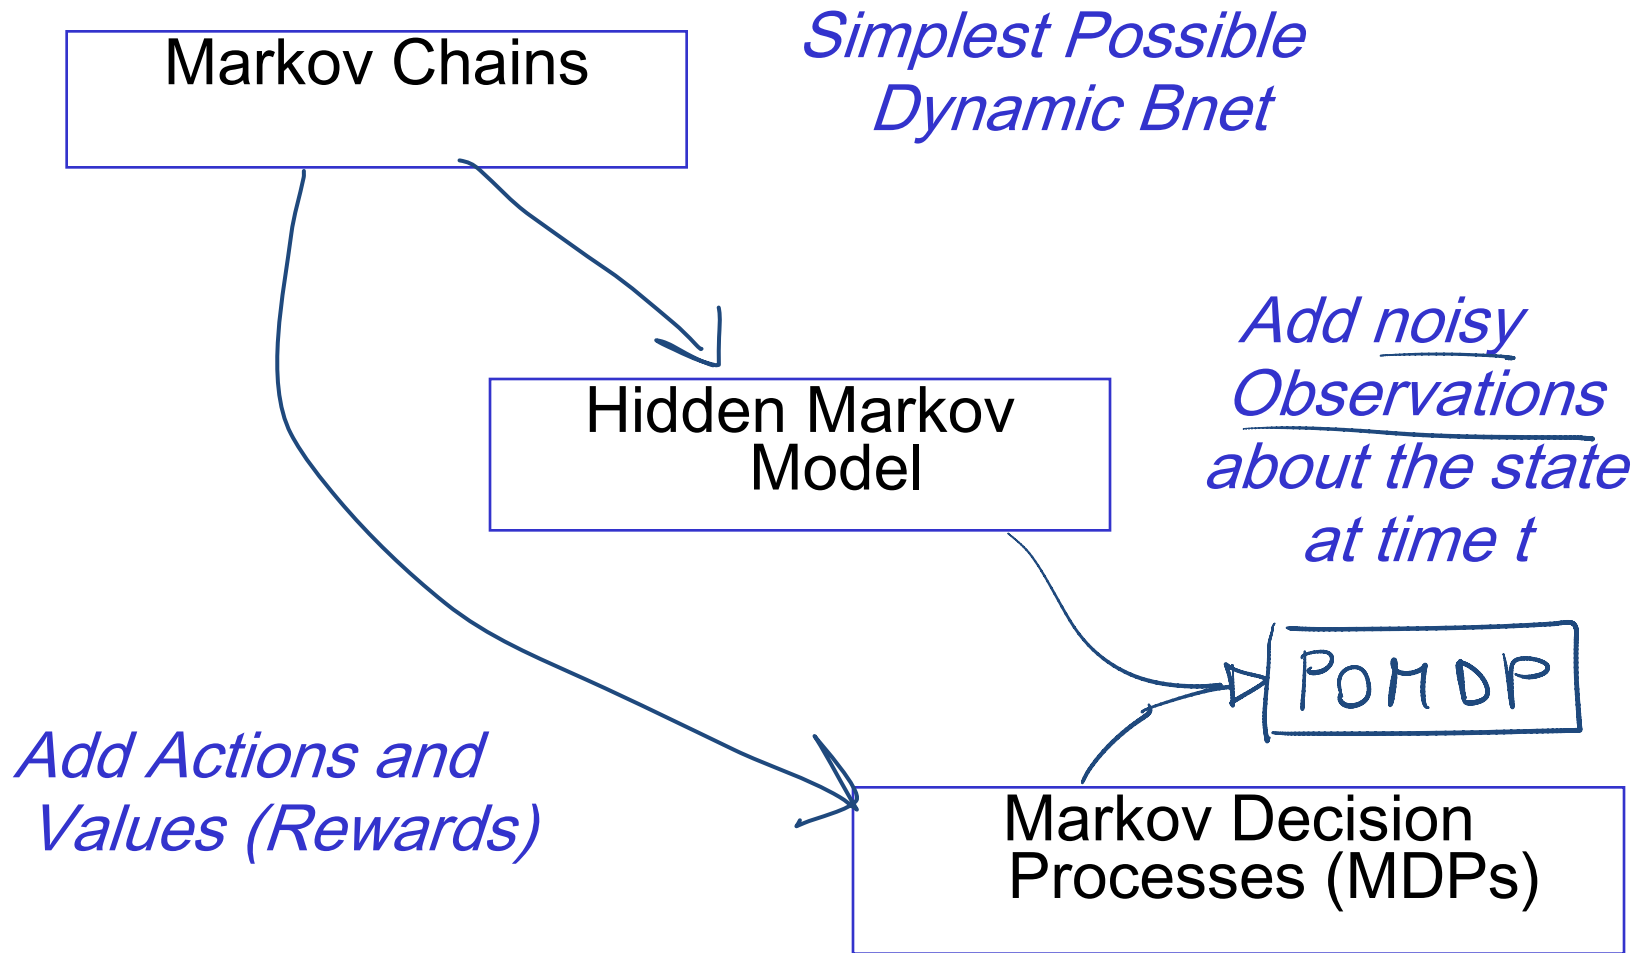 Markov Chains
Simplest Possible
Dynamic Bnet
Hidden Markov
Model
Add noisy
Observations
about the state
at time t
POMDP
Add Actions and
Values (Rewards)
Markov Decision
Processes (MDPs)